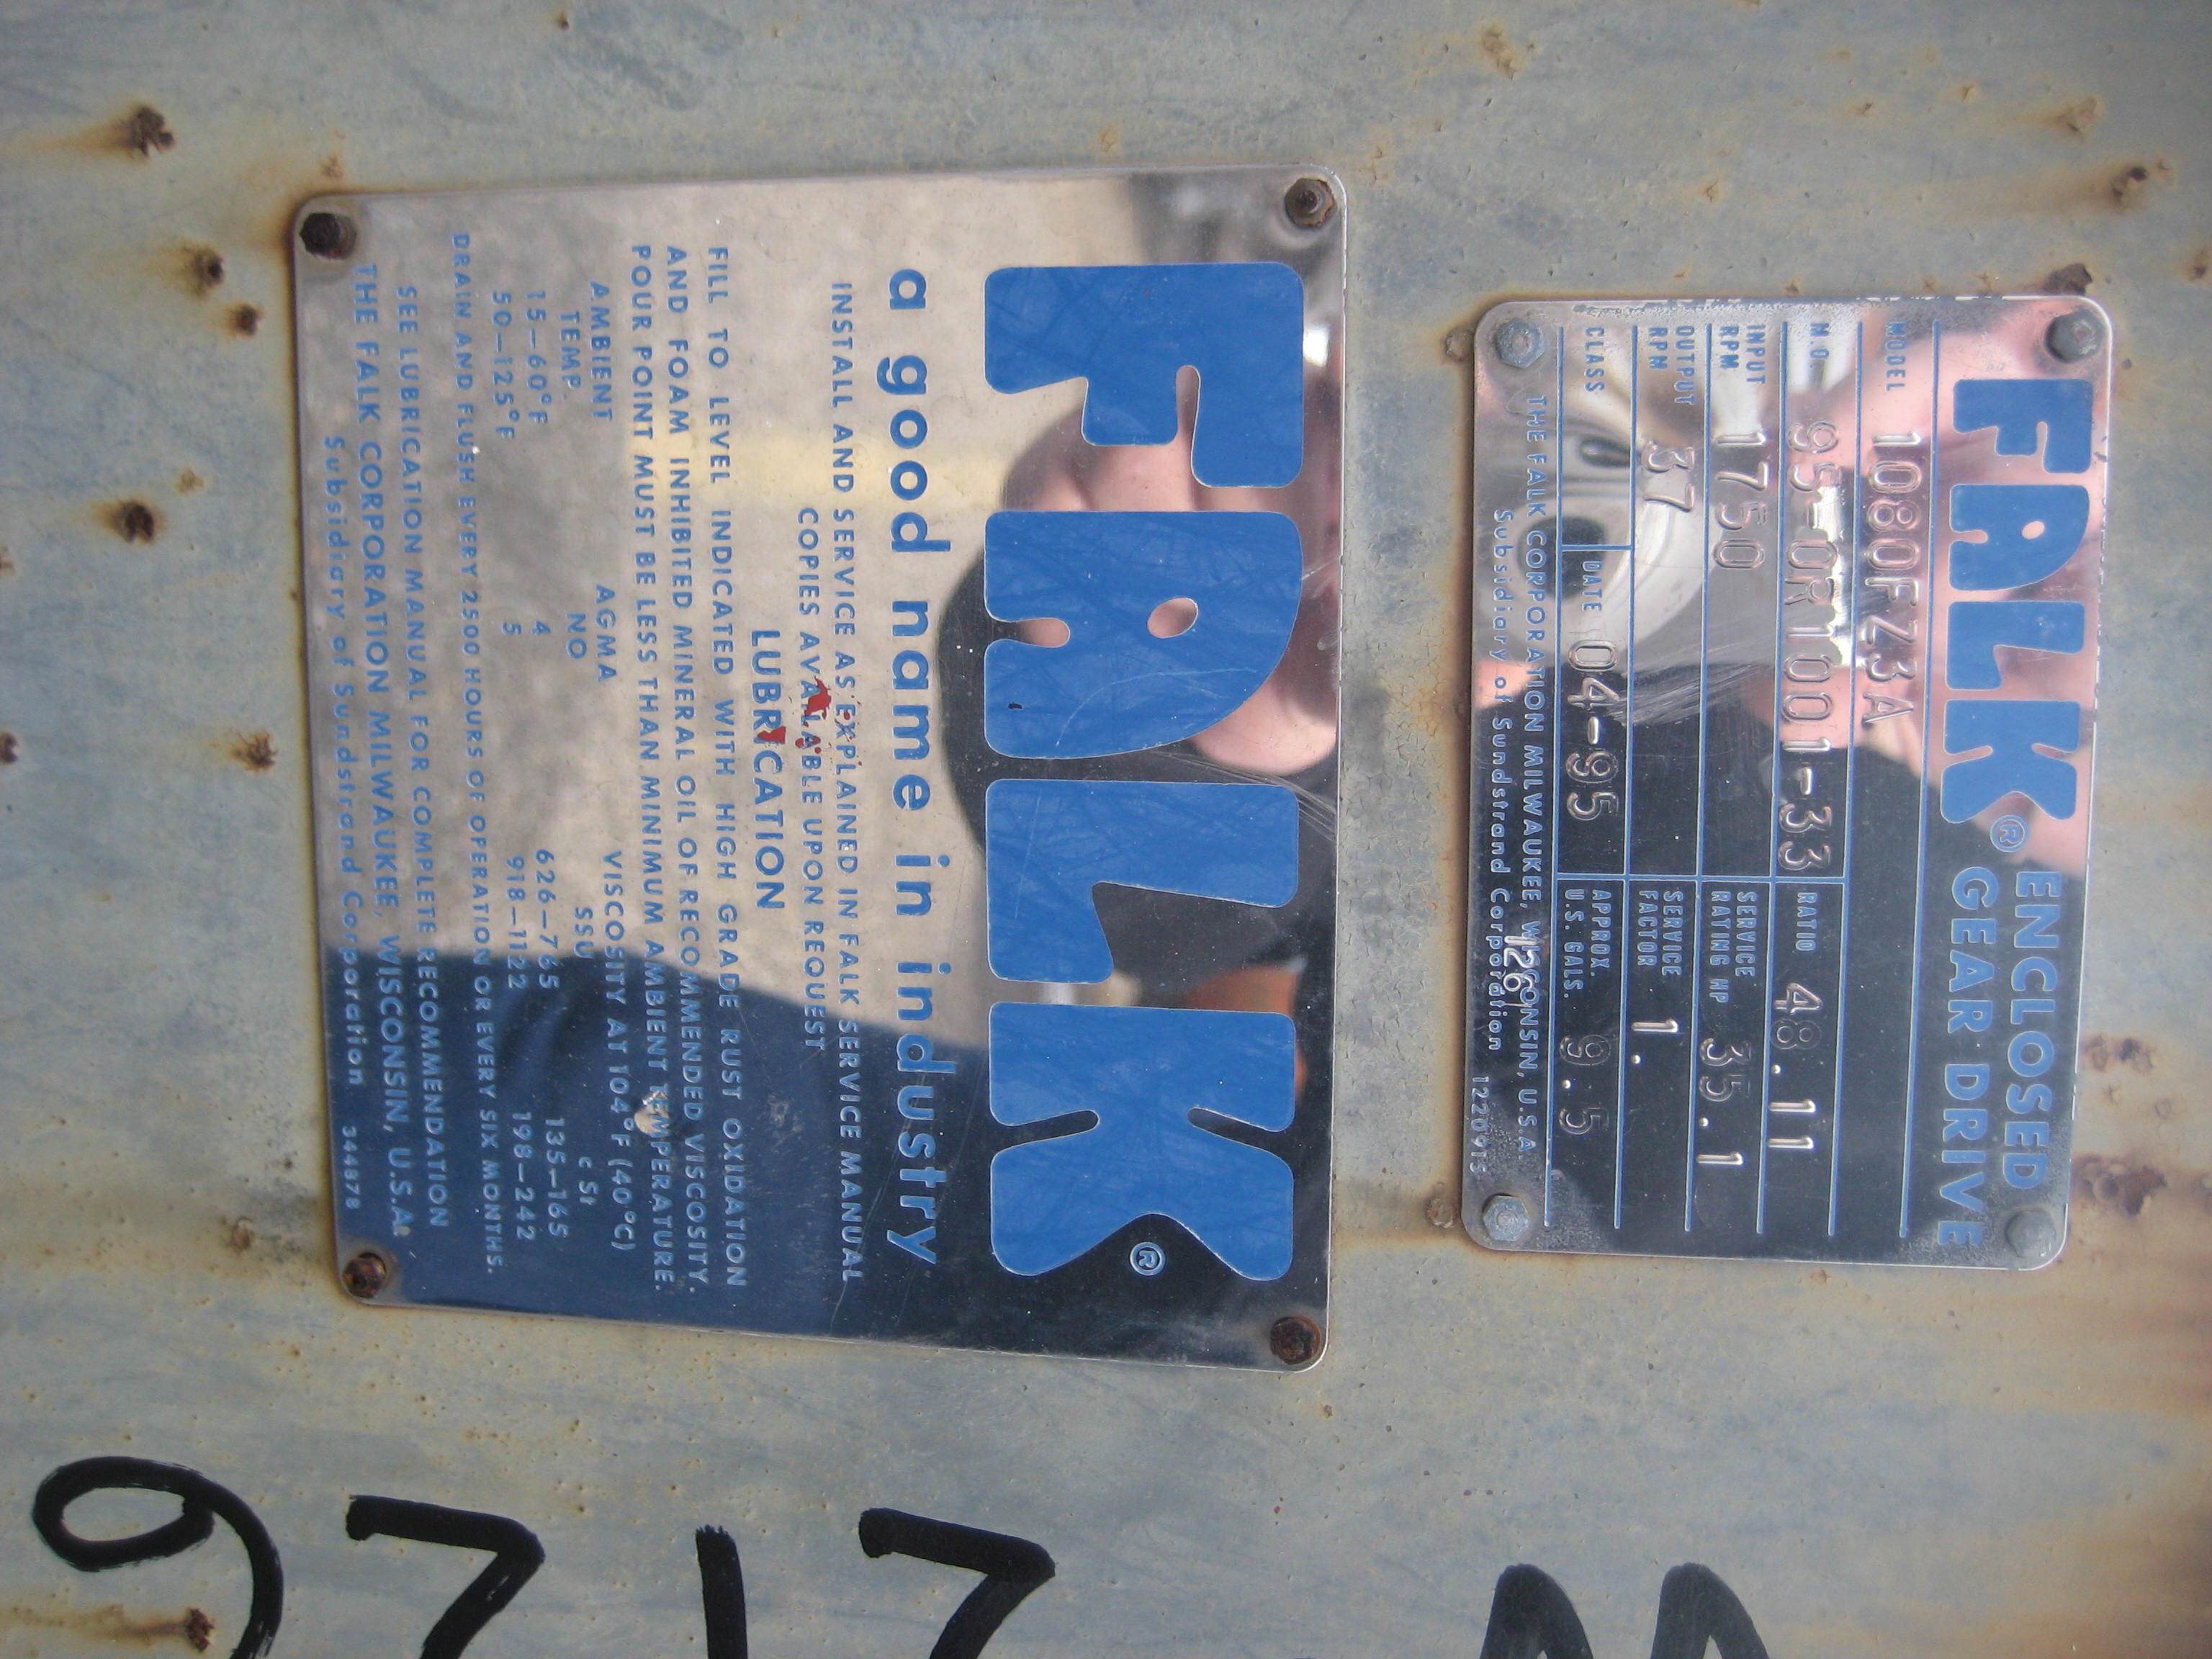 FALK® ENCLOSED
GEAR DRIVE
MODEL 1080FZ3A
M.O. 95-0R1001-33 RATIO 48.11
INPUT RPM 1750 SERVICE RATING HP 35.1
OUTPUT RPM 37 SERVICE FACTOR 1.
CLASS DATE 04-95 APPROX. U.S. GALS. 9.5
THE FALK CORPORATION MILWAUKEE, WISCONSIN, U.S.A
1261
Subsidiary of Sundstrand Corporation 1220915
FALK®
a good name in industry
INSTALL AND SERVICE AS EXPLAINED IN FALK SERVICE MANUAL
COPIES AVAILABLE UPON REQUEST
LUBRICATION
FILL TO LEVEL INDICATED WITH HIGH GRADE RUST OXIDATION
AND FOAM INHIBITED MINERAL OIL OF RECOMMENDED VISCOSITY.
POUR POINT MUST BE LESS THAN MINIMUM AMBIENT TEMPERATURE.
AMBIENT AGMA VISCOSITY AT 104°F (40°C)
TEMP. NO SSU c St
15–60°F 4 626–765 135–165
50–125°F 5 918–1122 198–242
DRAIN AND FLUSH EVERY 2500 HOURS OF OPERATION OR EVERY SIX MONTHS.
SEE LUBRICATION MANUAL FOR COMPLETE RECOMMENDATION
THE FALK CORPORATION MILWAUKEE, WISCONSIN, U.S.A.
Subsidiary of Sundstrand Corporation 344878